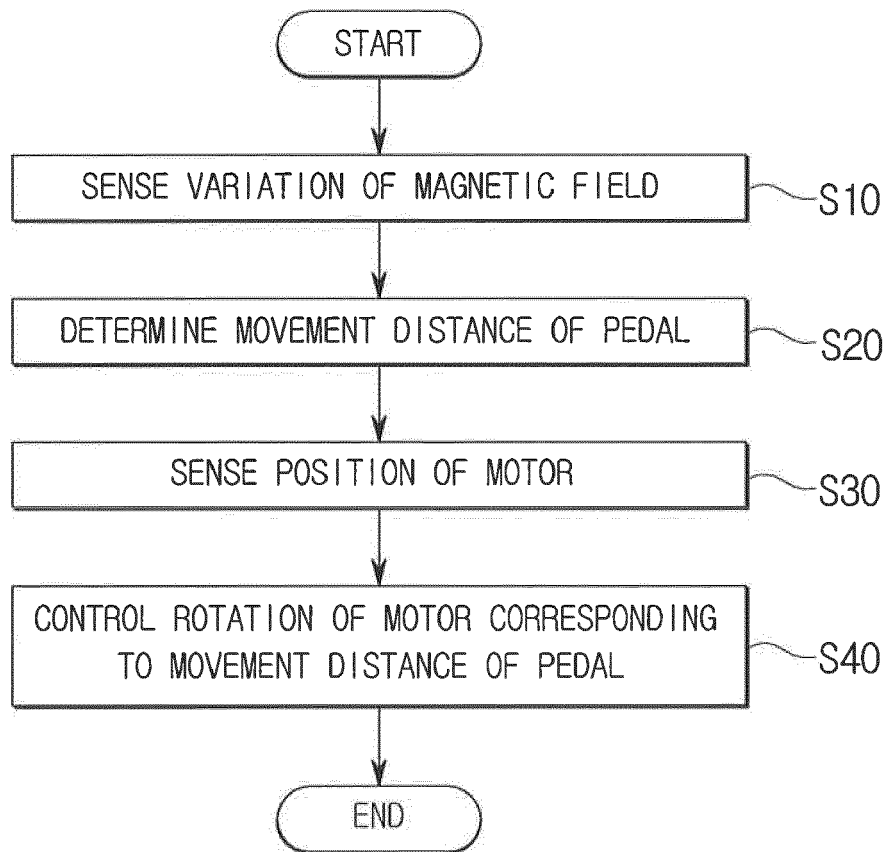 START
SENSE VARIATION OF MAGNETIC FIELD
S10
DETERMINE MOVEMENT DISTANCE OF PEDAL
S20
SENSE POSITION OF MOTOR
S30
CONTROL ROTATION OF MOTOR CORRESPONDING
TO MOVEMENT DISTANCE OF PEDAL
S40
END